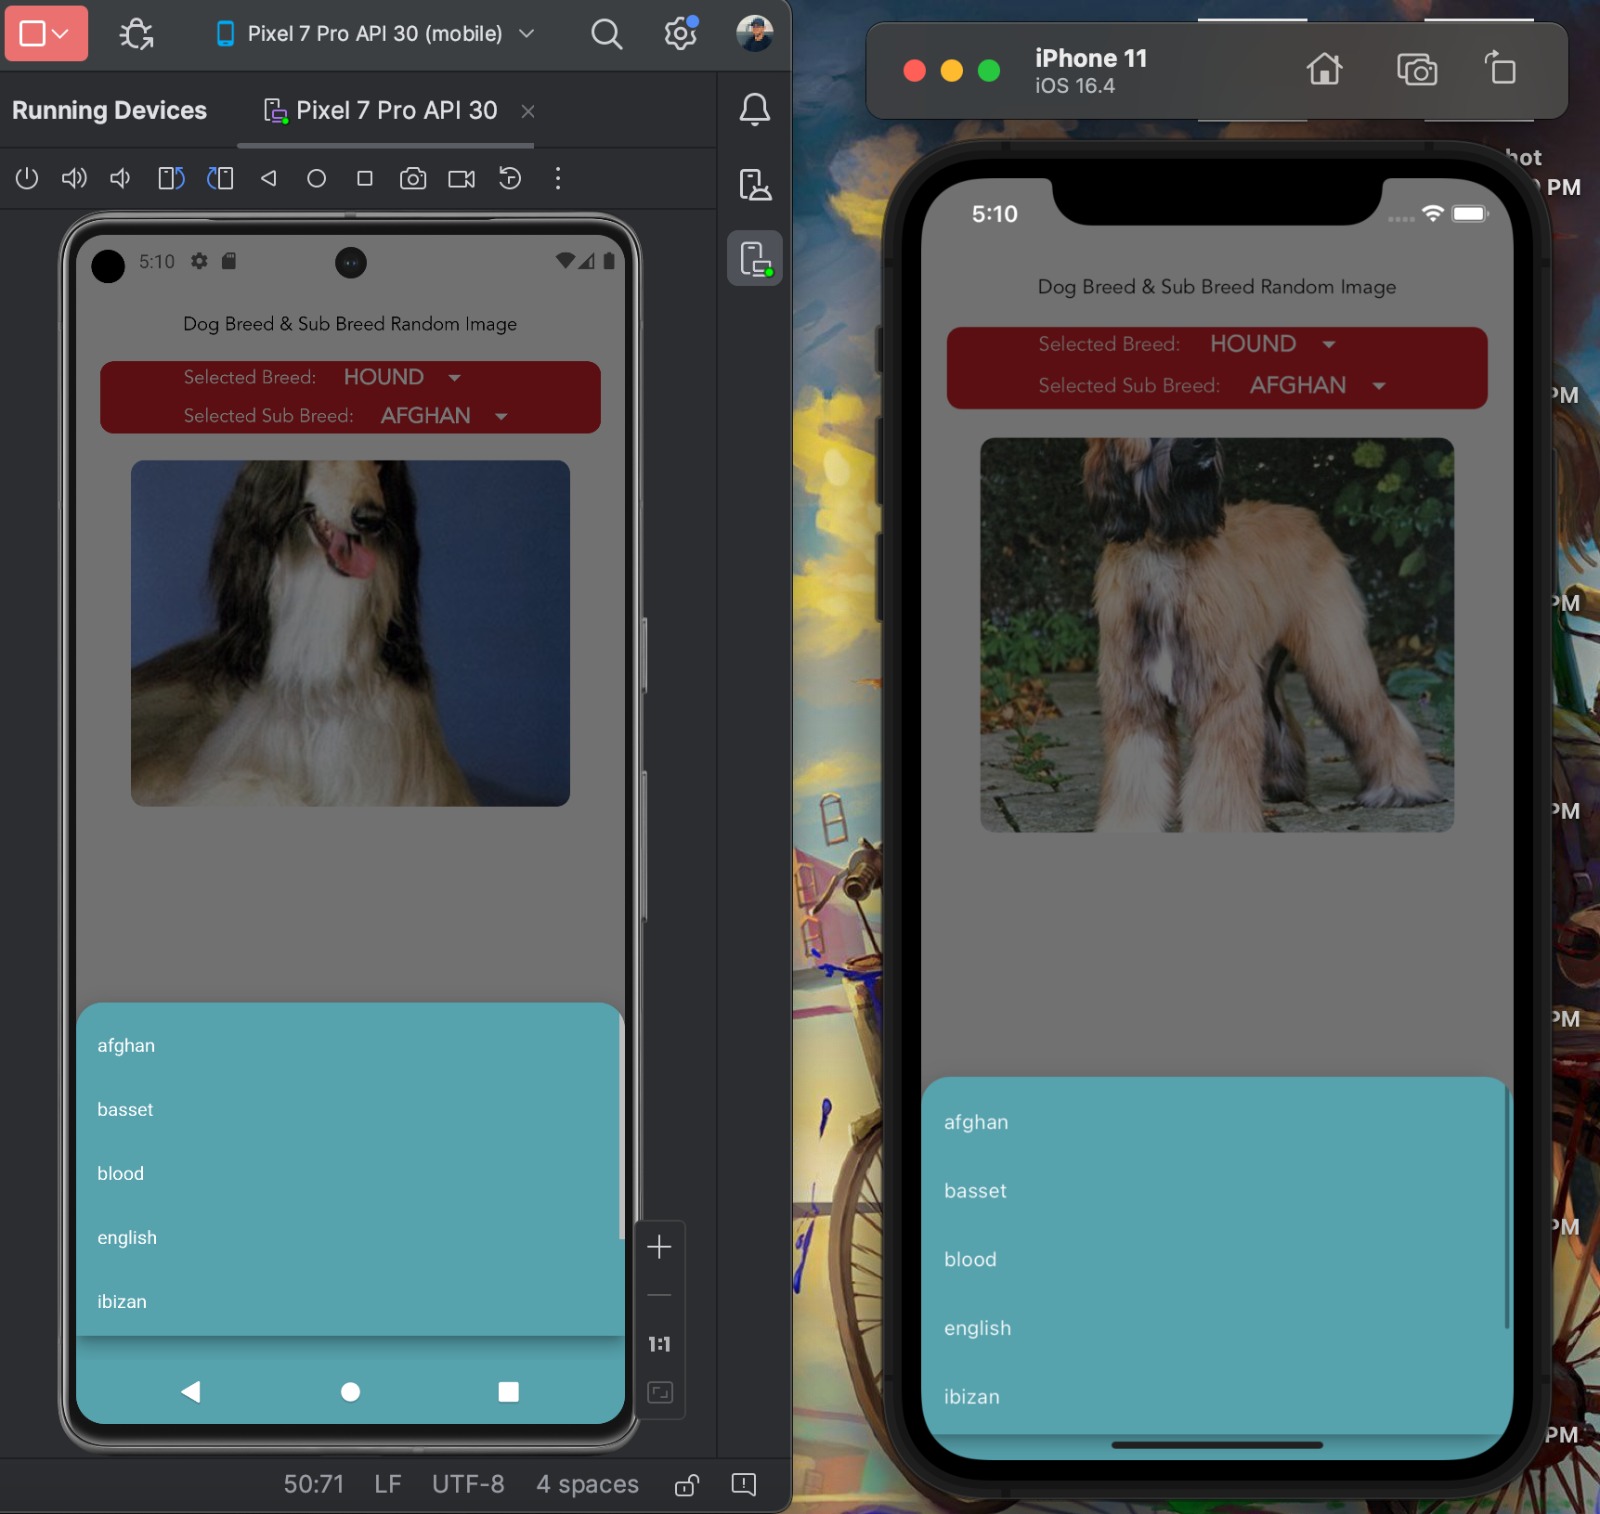 Pixel 7 Pro API 30 (mobile)
Running Devices
Pixel 7 Pro API 30
5:10
Dog Breed & Sub Breed Random Image
Selected Breed: HOUND
Selected Sub Breed: AFGHAN
afghan
basset
blood
english
ibizan
1:1
50:71 LF UTF-8 4 spaces
iPhone 11
iOS 16.4
5:10
Dog Breed & Sub Breed Random Image
Selected Breed: HOUND
Selected Sub Breed: AFGHAN
afghan
basset
blood
english
ibizan
PM
PM
PM
PM
PM
PM
PM